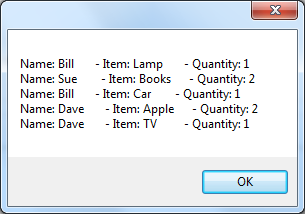 Name: Bill - Item: Lamp - Quantity: 1
Name: Sue - Item: Books - Quantity: 2
Name: Bill - Item: Car - Quantity: 1
Name: Dave - Item: Apple - Quantity: 2
Name: Dave - Item: TV - Quantity: 1
OK